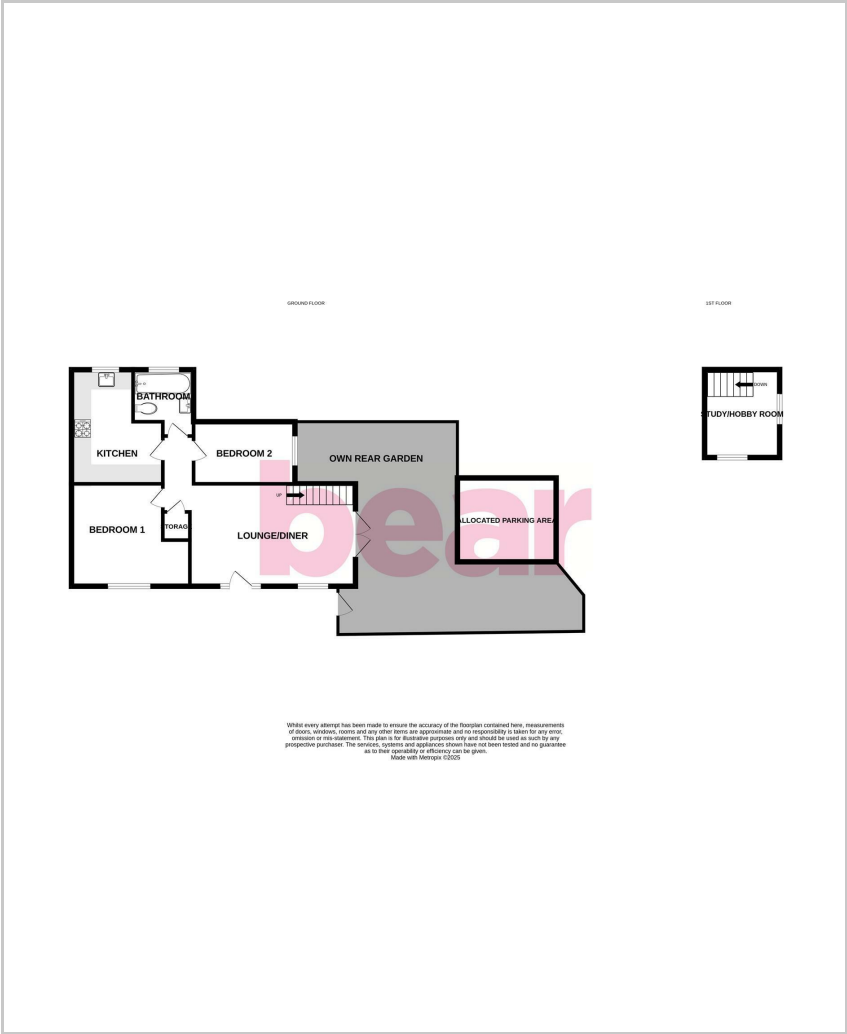 GROUND FLOOR
1ST FLOOR
BATHROOM
DOWN
STUDY/HOBBY ROOM
KITCHEN
BEDROOM 2
OWN REAR GARDEN
UP
BEDROOM 1
STORAGE
LOUNGE/DINER
ALLOCATED PARKING AREA
bear
Whilst every attempt has been made to ensure the accuracy of the floorplan contained here, measurements
of doors, windows, rooms and any other items are approximate and no responsibility is taken for any error,
omission or mis-statement. This plan is for illustrative purposes only and should be used as such by any
prospective purchaser. The services, systems and appliances shown have not been tested and no guarantee
as to their operability or efficiency can be given.
Made with Metropix ©2025